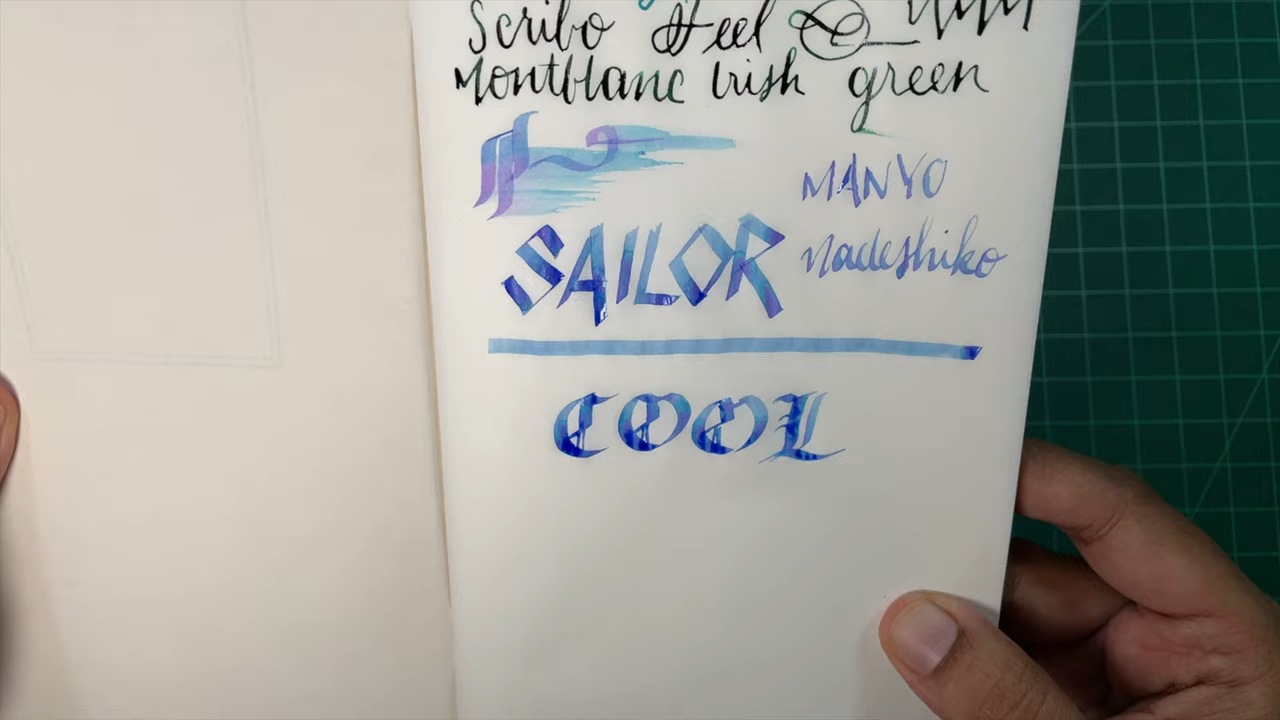 Scribo Feel
Montblanc Irish green
MANYO
Nadeshiko
SAILOR
COOL